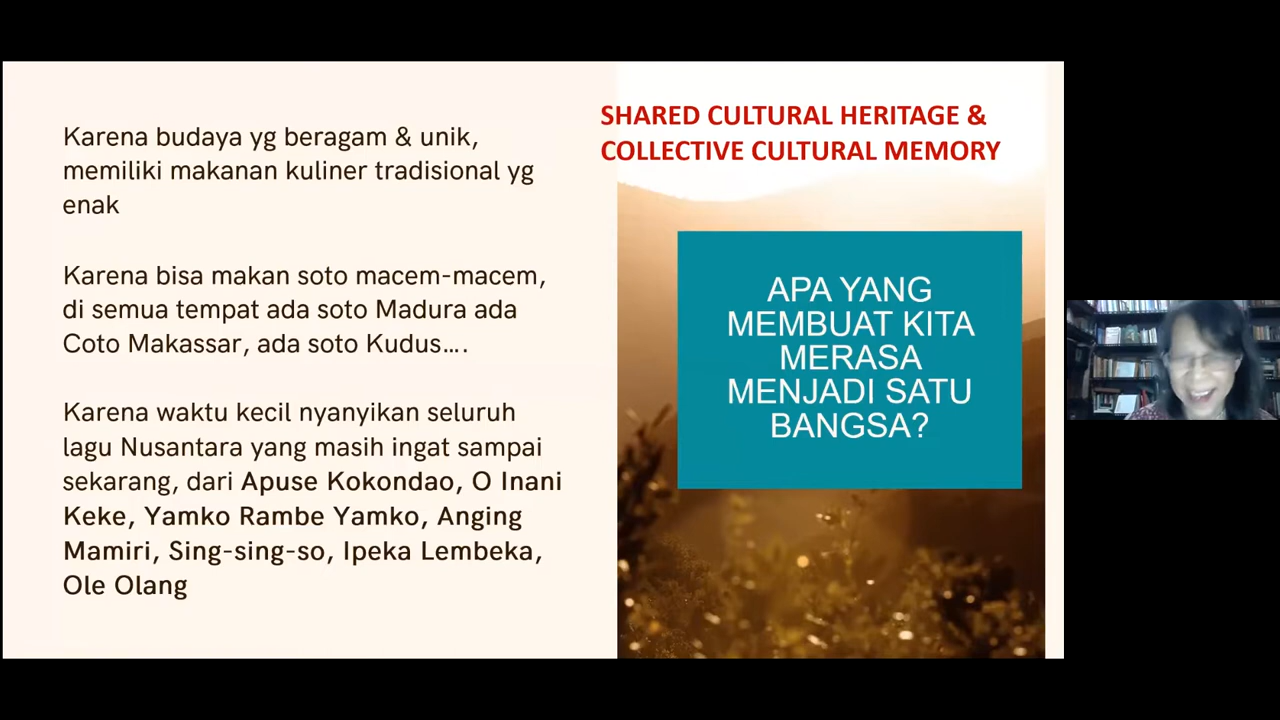 Karena budaya yg beragam & unik,
memiliki makanan kuliner tradisional yg
enak
Karena bisa makan soto macem-macem,
di semua tempat ada soto Madura ada
Coto Makassar, ada soto Kudus....
Karena waktu kecil nyanyikan seluruh
lagu Nusantara yang masih ingat sampai
sekarang, dari Apuse Kokondao, O Inani
Keke, Yamko Rambe Yamko, Anging
Mamiri, Sing-sing-so, Ipeka Lembeka,
Ole Olang
SHARED CULTURAL HERITAGE &
COLLECTIVE CULTURAL MEMORY
APA YANG
MEMBUAT KITA
MERASA
MENJADI SATU
BANGSA?